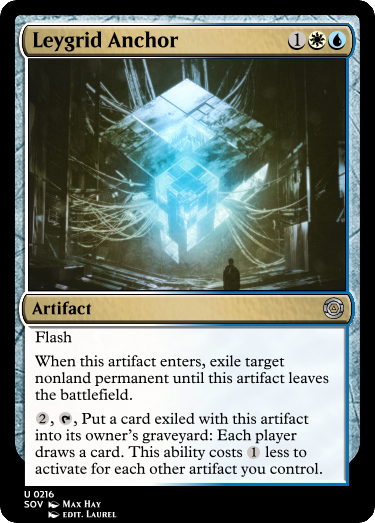 Leygrid Anchor 1
Artifact
Flash
When this artifact enters, exile target
nonland permanent until this artifact leaves
the battlefield.
2, , Put a card exiled with this artifact
into its owner's graveyard: Each player
draws a card. This ability costs 1 less to
activate for each other artifact you control.
U 0216
SOV Max Hay
edit. Laurel